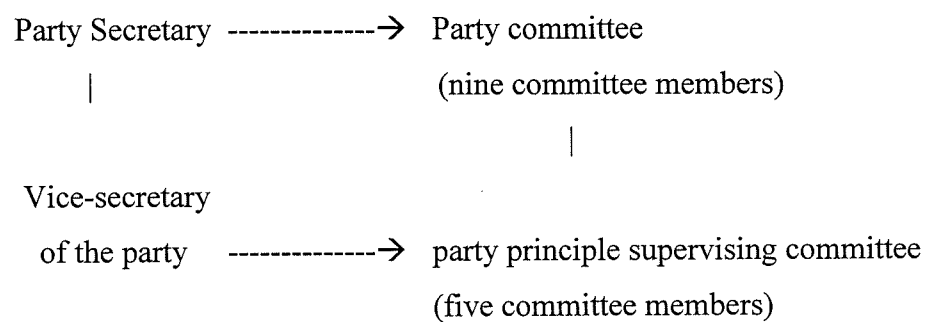 Party Secretary --------------→ Party committee
(nine committee members)
Vice-secretary
of the party --------------→ party principle supervising committee
(five committee members)